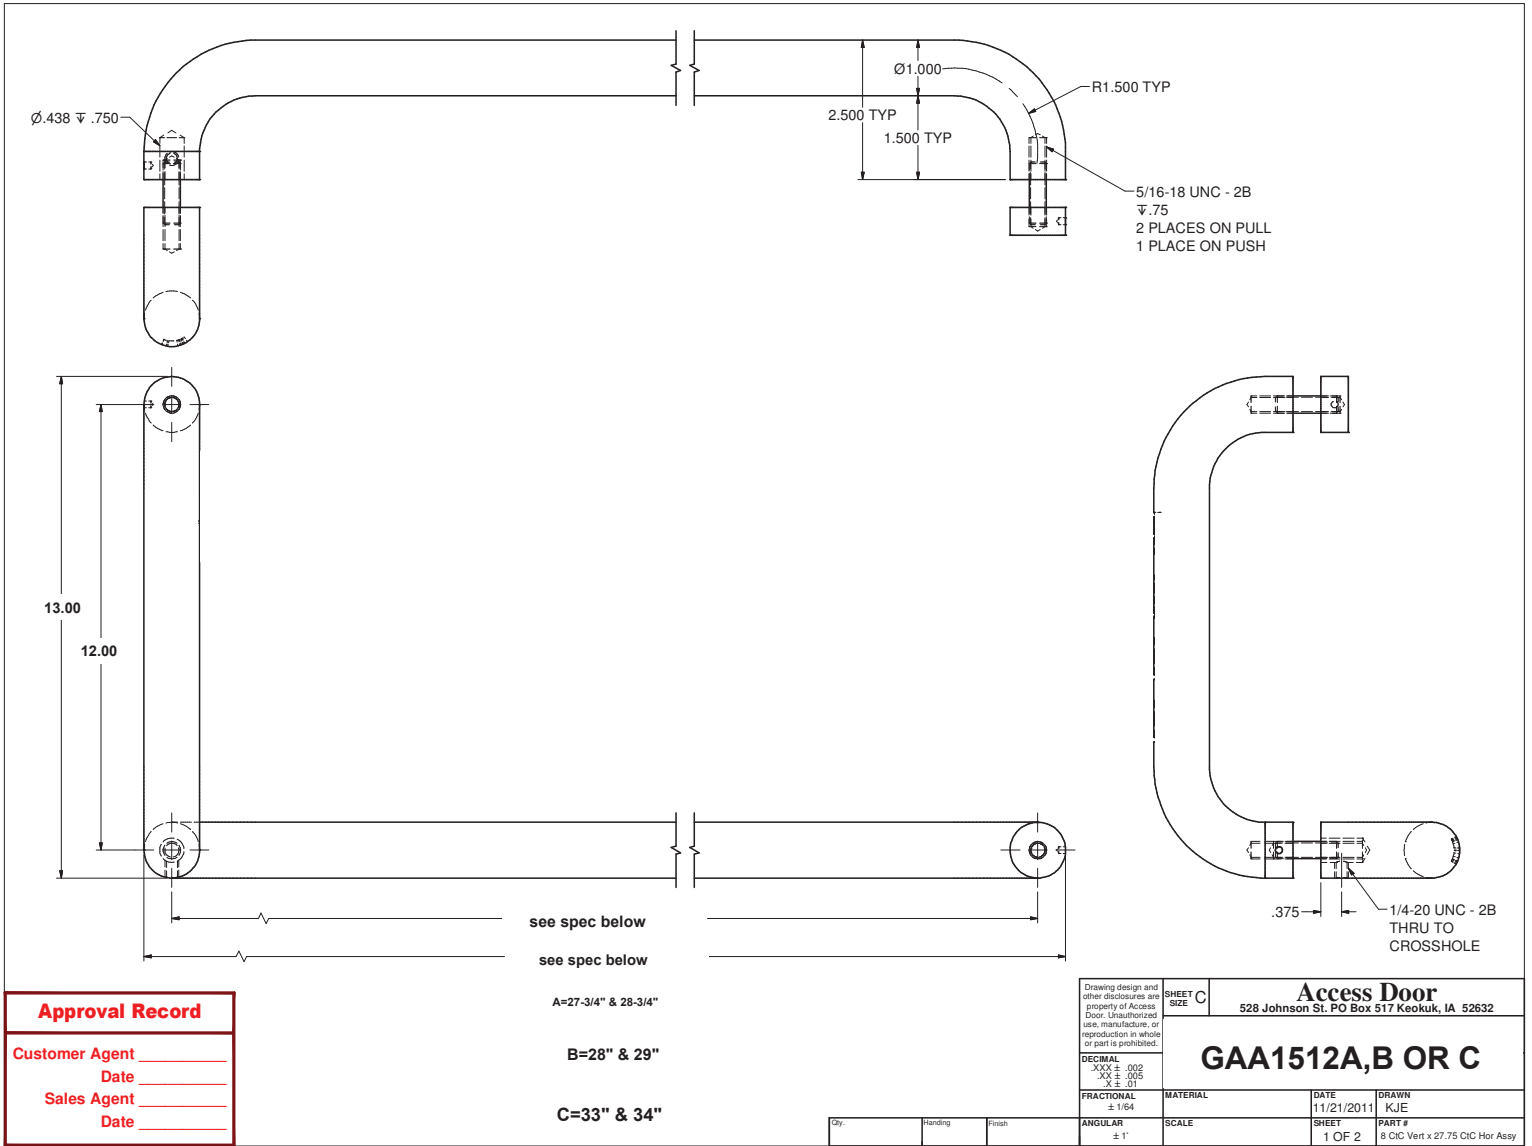 Ø.438 ↧ .750
Ø1.000
2.500 TYP
1.500 TYP
R1.500 TYP
5/16-18 UNC - 2B
↧.75
2 PLACES ON PULL
1 PLACE ON PUSH
13.00
12.00
see spec below
see spec below
.375
1/4-20 UNC - 2B
THRU TO
CROSSHOLE
A=27-3/4" & 28-3/4"
B=28" & 29"
C=33" & 34"
Approval Record
Customer Agent ____________
Date ____________
Sales Agent ____________
Date ____________
Qty.
Handing
Finish
Drawing design and
other disclosures are
property of Access
Door. Unauthorized
use, manufacture, or
reproduction in whole
or part is prohibited.
SHEET
SIZE C
Access Door
528 Johnson St. PO Box 517 Keokuk, IA 52632
GAA1512A,B OR C
DECIMAL
.XXX ± .002
.XX ± .005
.X ± .01
FRACTIONAL
± 1/64
ANGULAR
± 1°
MATERIAL
SCALE
DATE
11/21/2011
DRAWN
KJE
SHEET
1 OF 2
PART #
8 CtC Vert x 27.75 CtC Hor Assy